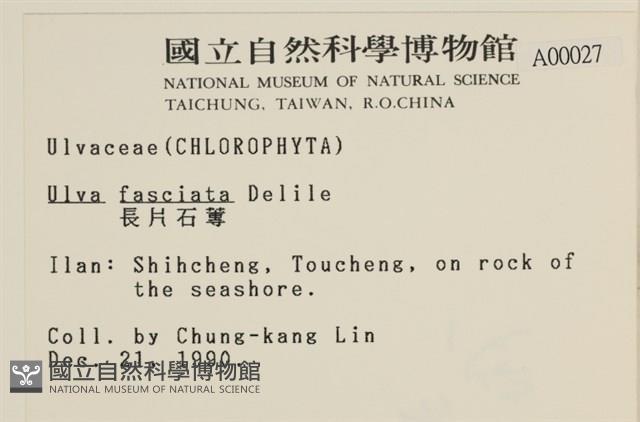 國立自然科學博物館 A00027
NATIONAL MUSEUM OF NATURAL SCIENCE
TAICHUNG, TAIWAN, R.O.CHINA
Ulvaceae(CHLOROPHYTA)
Ulva fasciata Delile
長片石蓴
Ilan: Shihcheng, Toucheng, on rock of
the seashore.
Coll. by Chung-kang Lin
Dec. 21, 1990.
國立自然科學博物館
NATIONAL MUSEUM OF NATURAL SCIENCE